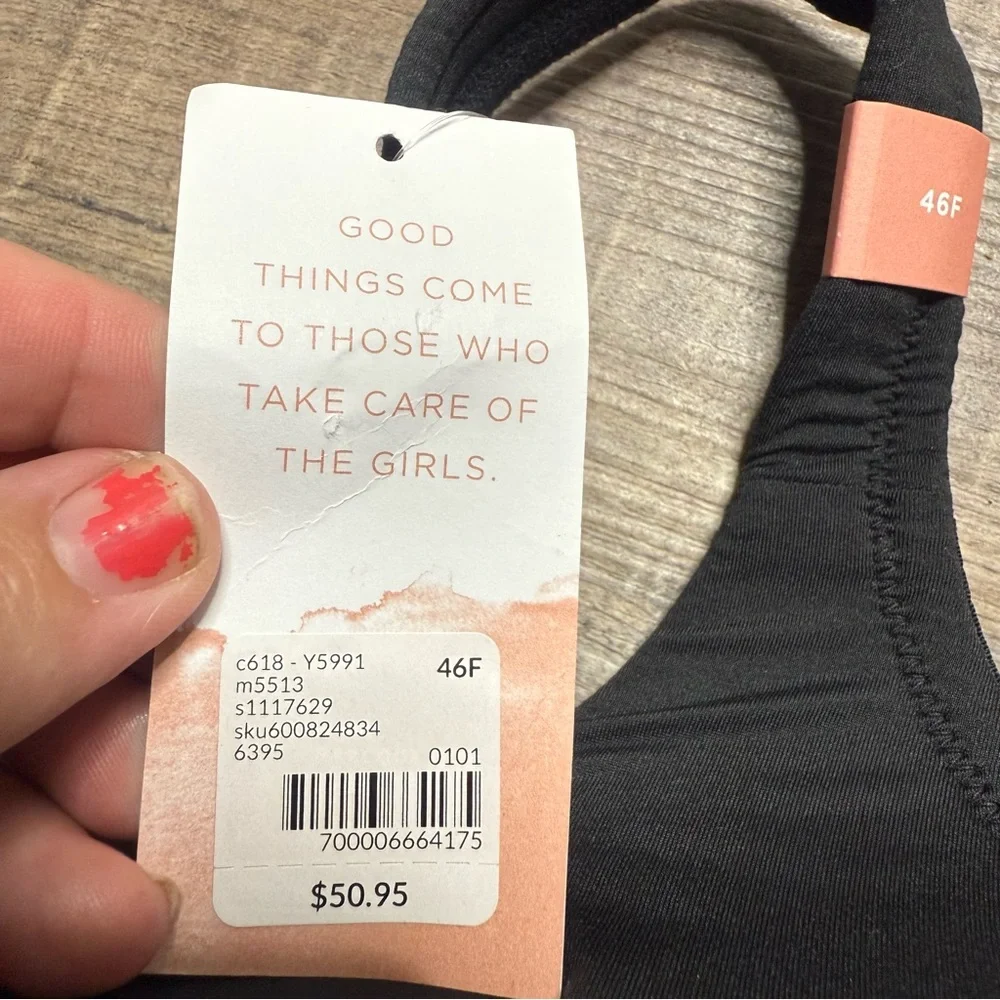 GOOD
THINGS COME
TO THOSE WHO
TAKE CARE OF
THE GIRLS.
46F
c618 - Y5991 46F
m5513
s1117629
sku600824834
6395 0101
700006664175
$50.95